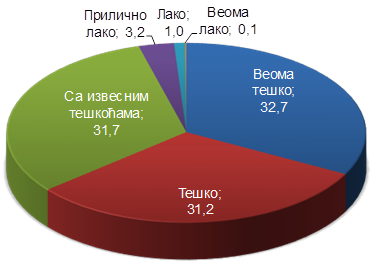 Прилично
лако; 3,2
Лако;
1,0
Веома
лако; 0,1
Веома
тешко;
32,7
Са извесним
тешкоћама;
31,7
Тешко;
31,2